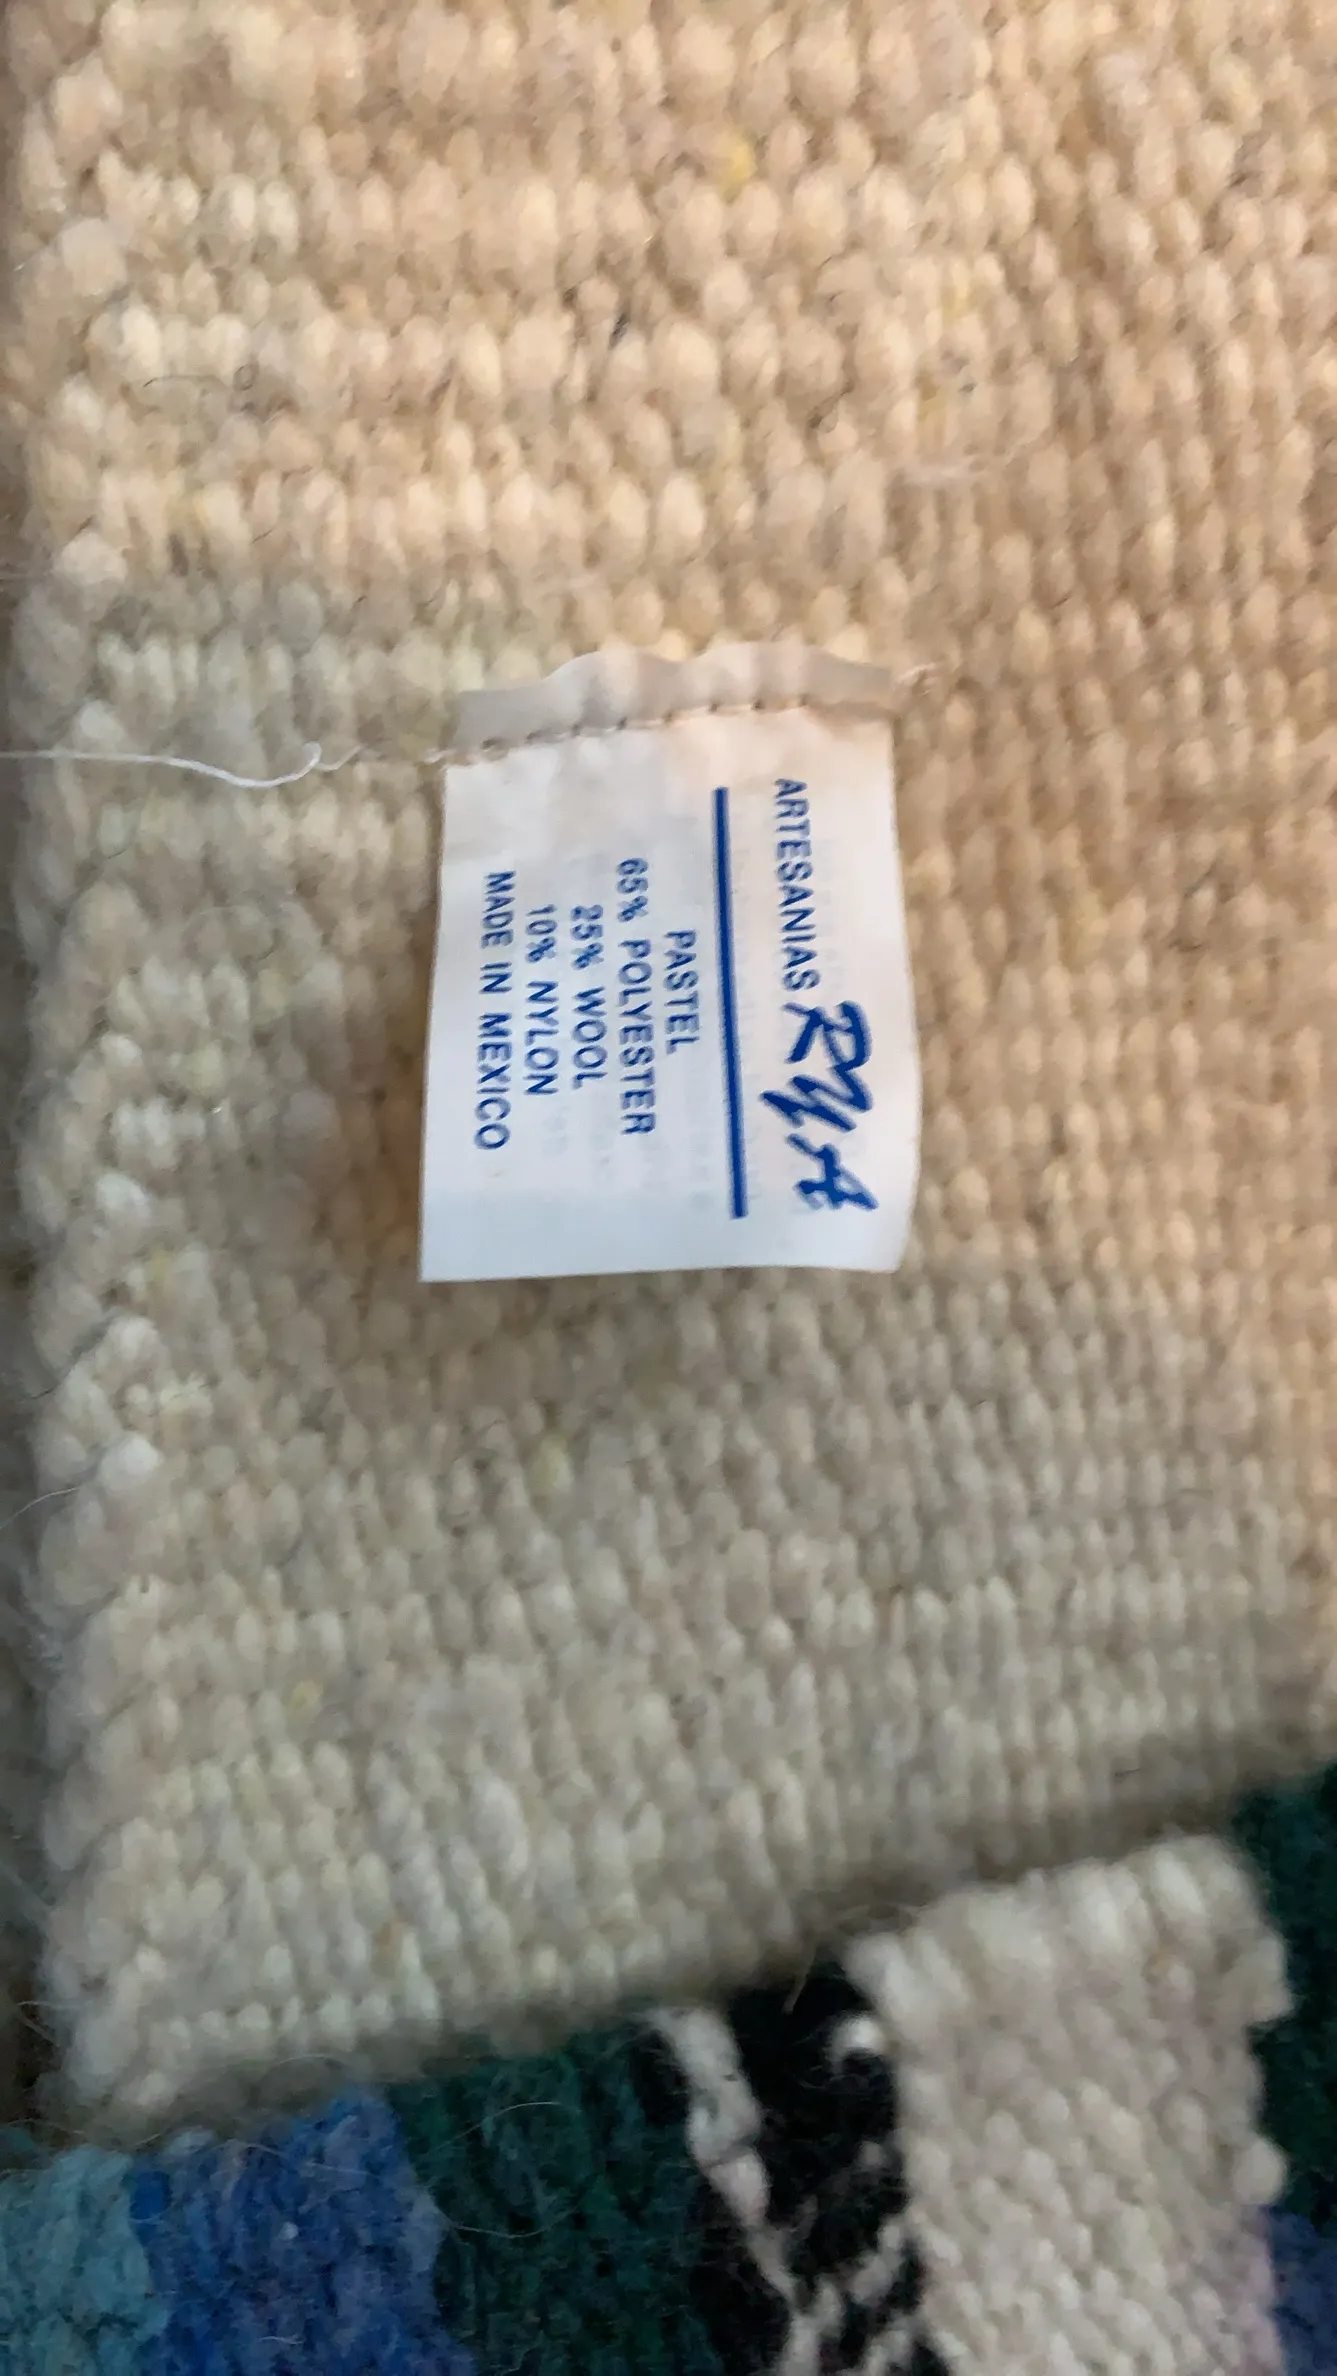 ARTESANIAS RYA
PASTEL
65% POLYESTER
25% WOOL
10% NYLON
MADE IN MEXICO